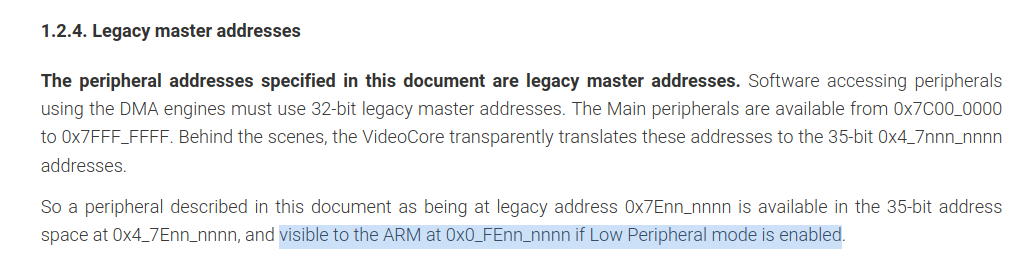 1.2.4. Legacy master addresses
The peripheral addresses specified in this document are legacy master addresses. Software accessing peripherals
using the DMA engines must use 32-bit legacy master addresses. The Main peripherals are available from 0x7C00_0000
to 0x7FFF_FFFF. Behind the scenes, the VideoCore transparently translates these addresses to the 35-bit 0x4_7nnn_nnnn
addresses.
So a peripheral described in this document as being at legacy address 0x7Enn_nnnn is available in the 35-bit address
space at 0x4_7Enn_nnnn, and visible to the ARM at 0x0_FEnn_nnnn if Low Peripheral mode is enabled.